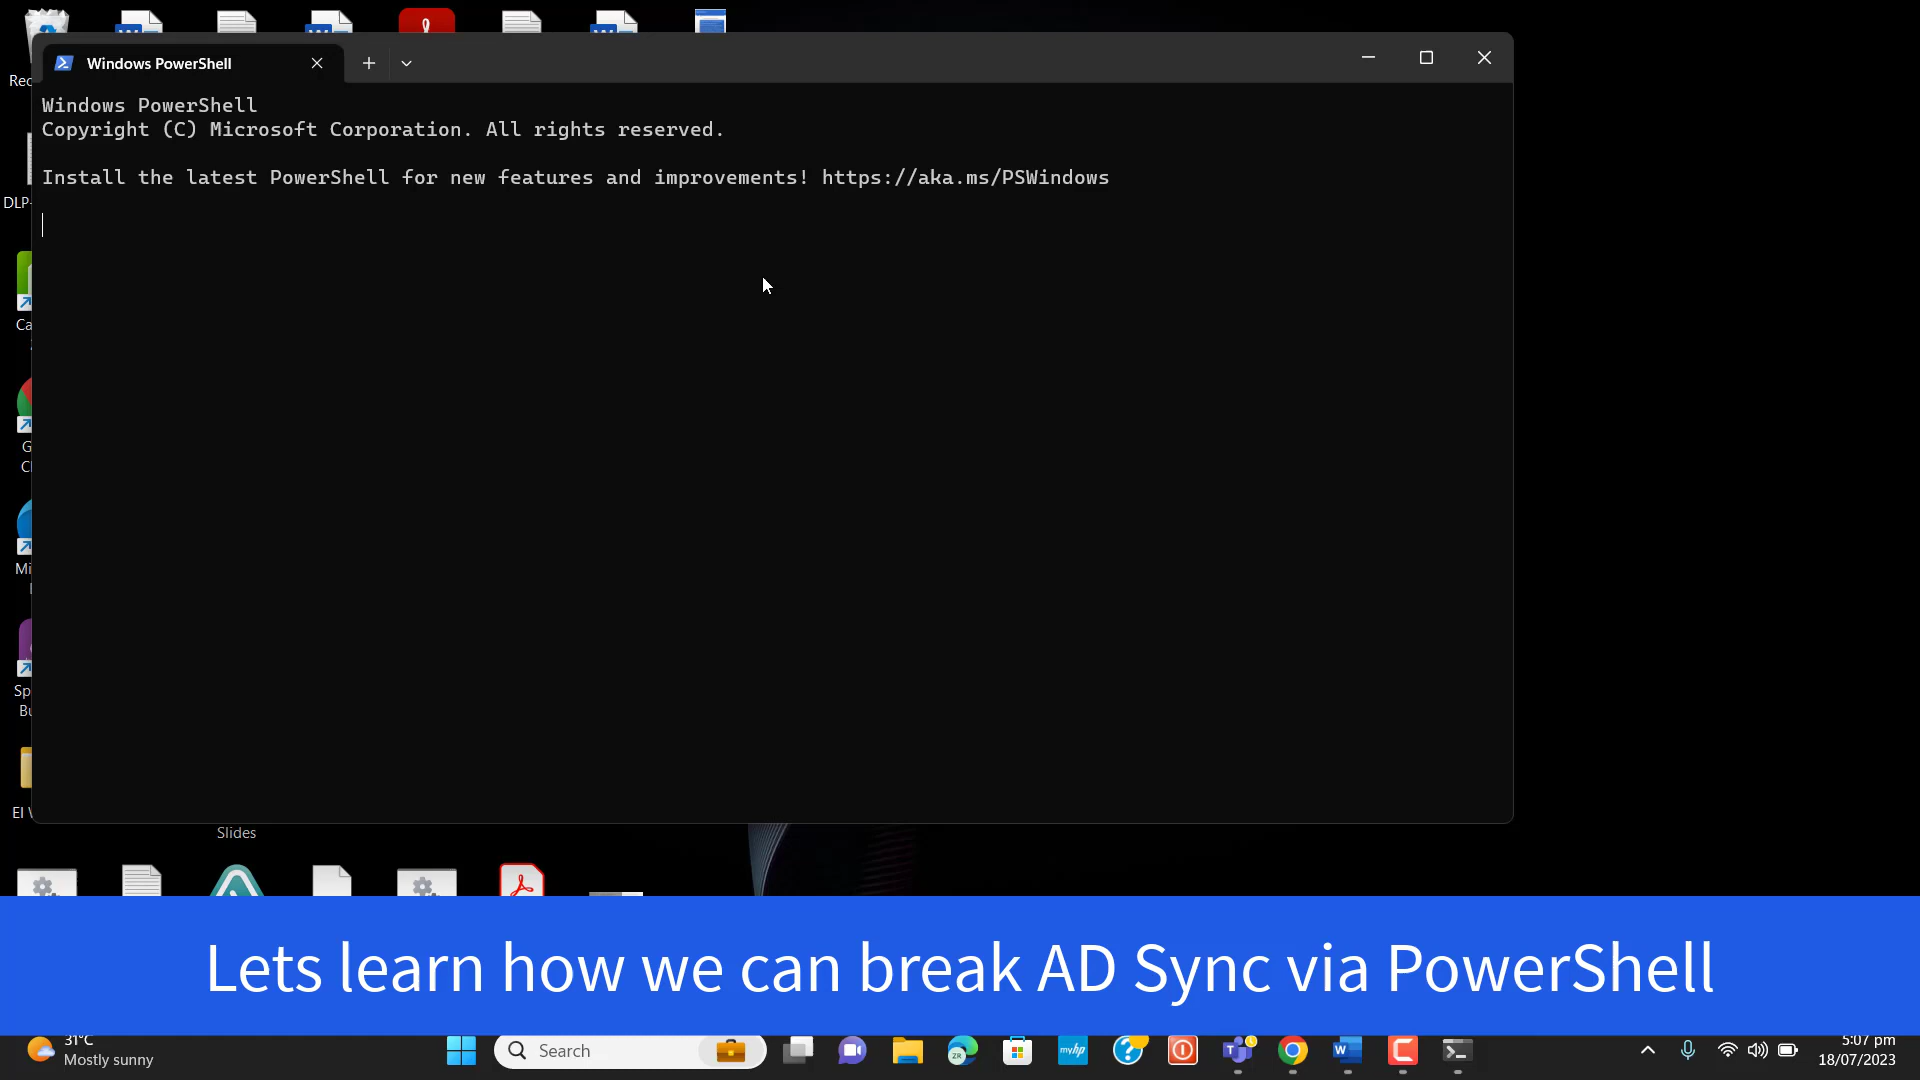 Windows PowerShell
Windows PowerShell
Copyright (C) Microsoft Corporation. All rights reserved.
Install the latest PowerShell for new features and improvements! https://aka.ms/PSWindows
Slides
Lets learn how we can break AD Sync via PowerShell
31°C
Mostly sunny
Search
ZR
myhp
5:07 pm
18/07/2023